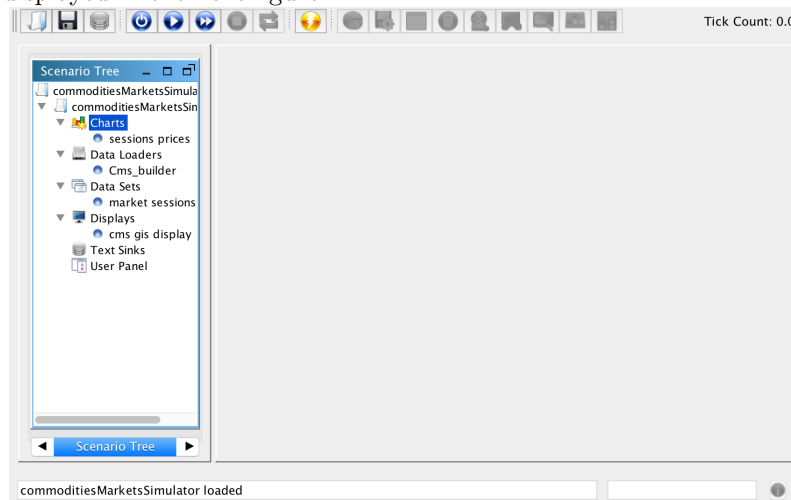 Tick Count: 0.0
Scenario Tree
commoditiesMarketsSimula
commoditiesMarketsSin
Charts
sessions prices
Data Loaders
Cms_builder
Data Sets
market sessions
Displays
cms gis display
Text Sinks
User Panel
Scenario Tree
commoditiesMarketsSimulator loaded